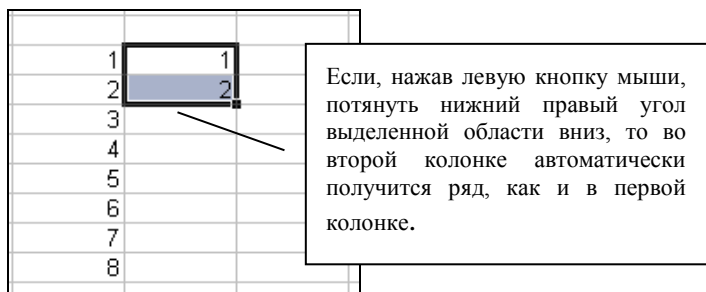 1 1
2 2
3
4
5
6
7
8
Если, нажав левую кнопку мыши,
потянуть нижний правый угол
выделенной области вниз, то во
второй колонке автоматически
получится ряд, как и в первой
колонке.